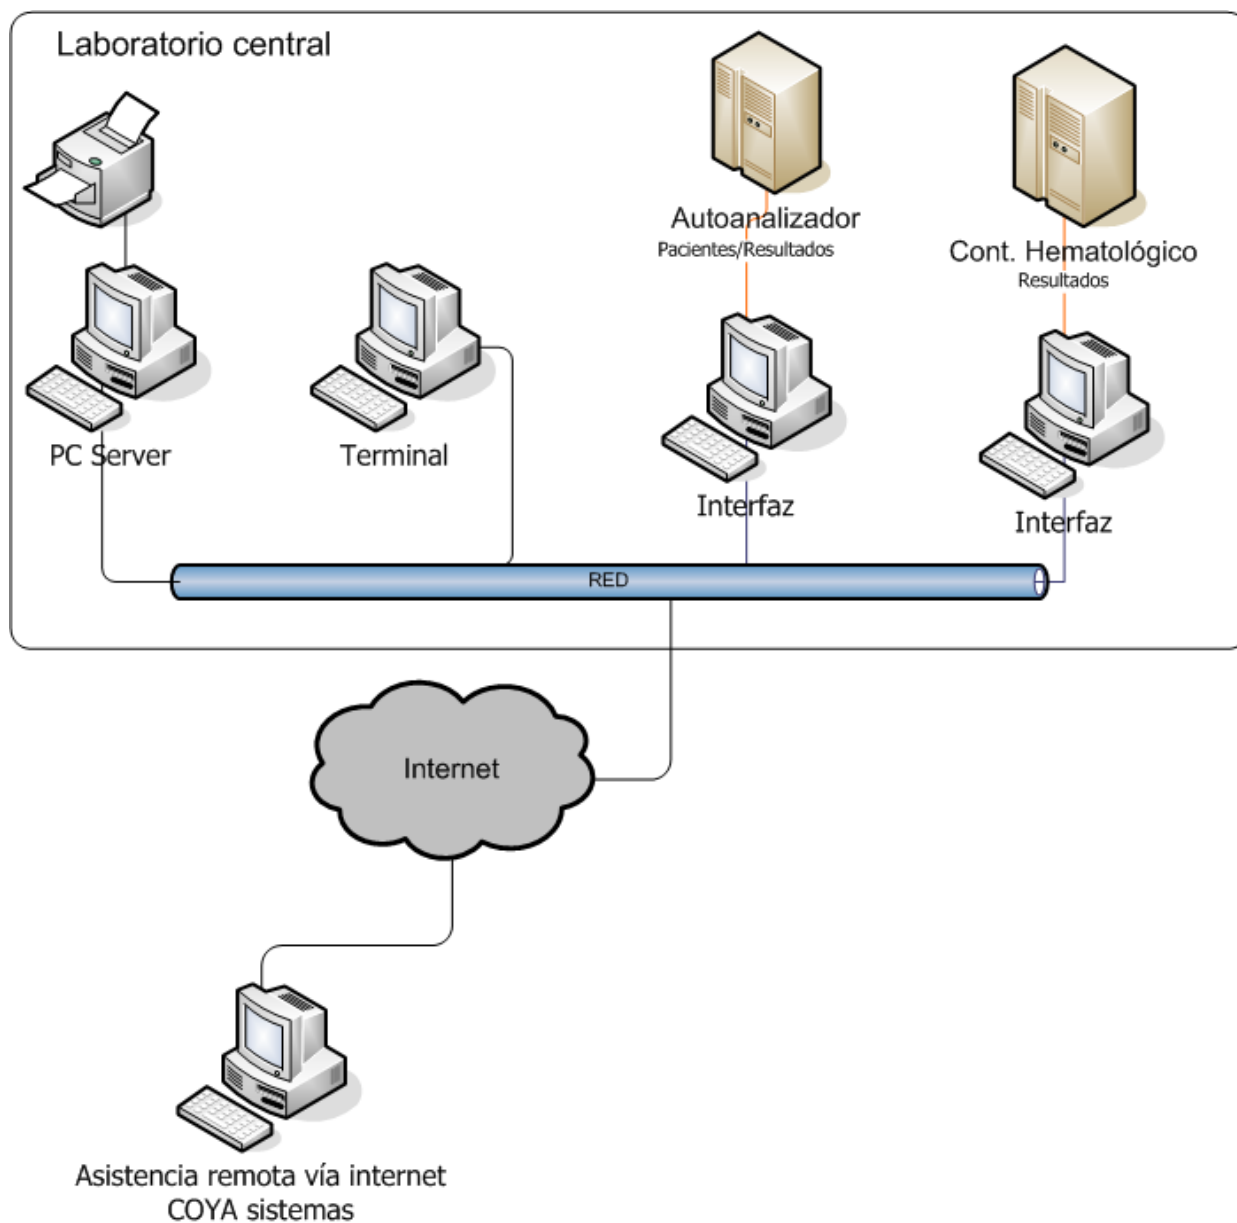 Laboratorio central
Autoanalizador
Pacientes/Resultados
Cont. Hematológico
Resultados
PC Server
Terminal
Interfaz
Interfaz
RED
Internet
Asistencia remota vía internet
COYA sistemas